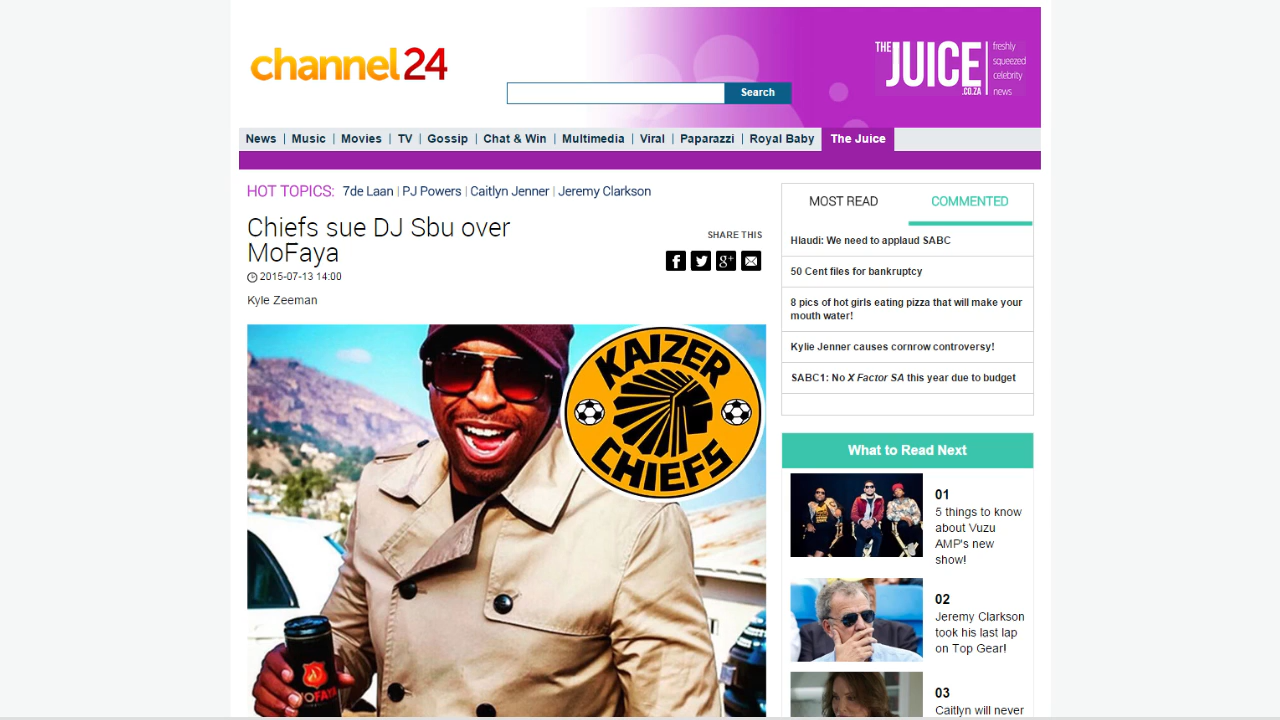 channel24
THE JUICE .CO.ZA
freshly
squeezed
celebrity
news
Search
News | Music | Movies | TV | Gossip | Chat & Win | Multimedia | Viral | Paparazzi | Royal Baby
The Juice
HOT TOPICS: 7de Laan | PJ Powers | Caitlyn Jenner | Jeremy Clarkson
Chiefs sue DJ Sbu over
MoFaya
2015-07-13 14:00
Kyle Zeeman
SHARE THIS
KAIZER
CHIEFS
MOFAYA
MOST READ
COMMENTED
Hlaudi: We need to applaud SABC
50 Cent files for bankruptcy
8 pics of hot girls eating pizza that will make your
mouth water!
Kylie Jenner causes cornrow controversy!
SABC1: No X Factor SA this year due to budget
What to Read Next
01
5 things to know
about Vuzu
AMP's new
show!
02
Jeremy Clarkson
took his last lap
on Top Gear!
03
Caitlyn will never